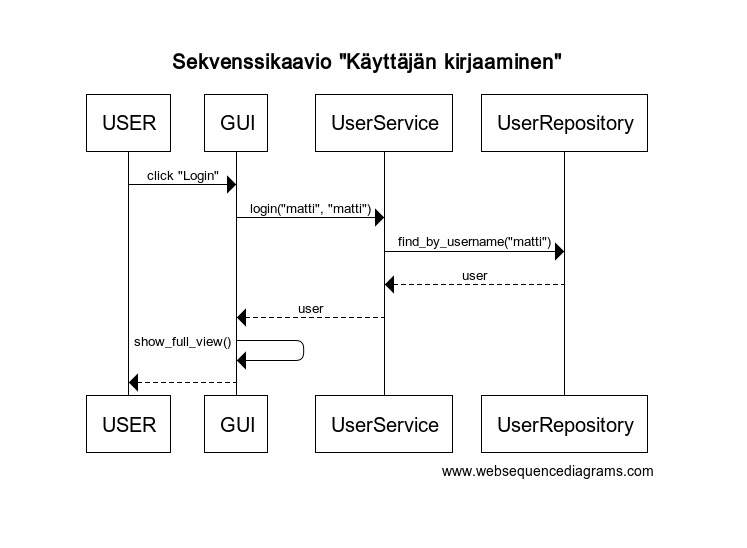 Sekvenssikaavio "Käyttäjän kirjaaminen"
USER GUI UserService UserRepository
click "Login"
login("matti", "matti")
find_by_username("matti")
user
user
show_full_view()
USER GUI UserService UserRepository
www.websequencediagrams.com